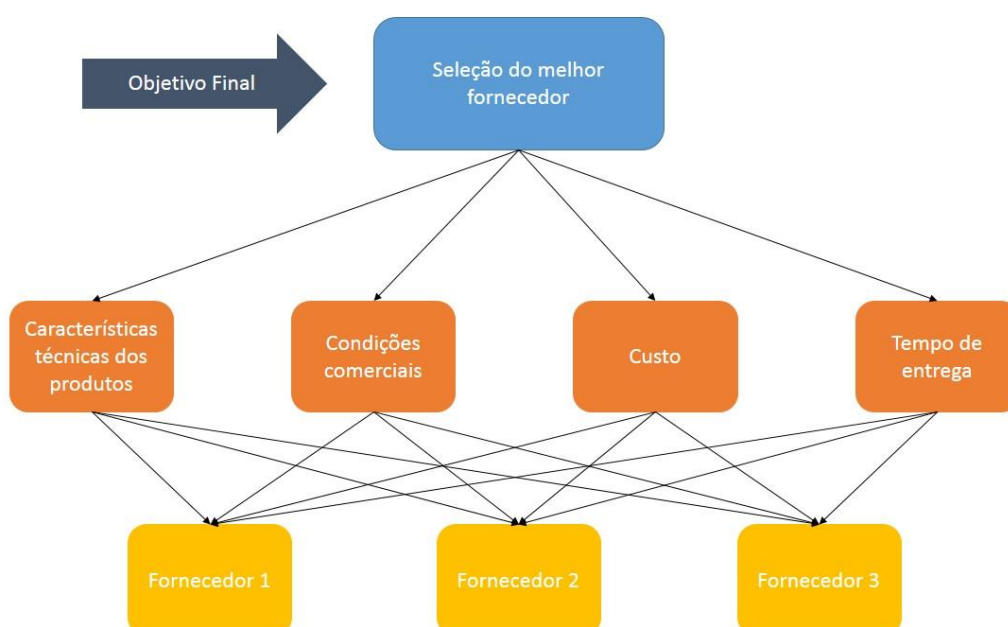 Objetivo Final
Seleção do melhor
fornecedor
Características
técnicas dos
produtos
Condições
comerciais
Custo
Tempo de
entrega
Fornecedor 1
Fornecedor 2
Fornecedor 3